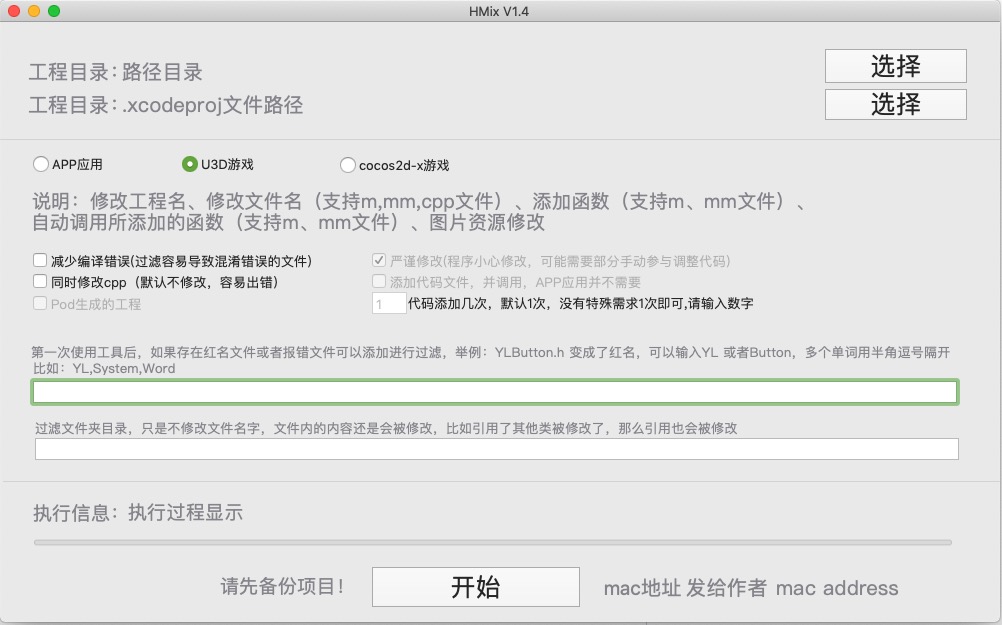 HMix V1.4
工程目录：路径目录
选择
工程目录：.xcodeproj文件路径
选择
APP应用
U3D游戏
cocos2d-x游戏
说明：修改工程名、修改文件名（支持m,mm,cpp文件）、添加函数（支持m、mm文件）、
自动调用所添加的函数（支持m、mm文件）、图片资源修改
减少编译错误(过滤容易导致混淆错误的文件)
严谨修改(程序小心修改，可能需要部分手动参与调整代码)
同时修改cpp（默认不修改，容易出错)
添加代码文件，并调用，APP应用并不需要
Pod生成的工程
1
代码添加几次，默认1次，没有特殊需求1次即可,请输入数字
第一次使用工具后，如果存在红名文件或者报错文件可以添加进行过滤，举例：YLButton.h 变成了红名，可以输入YL 或者Button，多个单词用半角逗号隔开
比如：YL,System,Word
过滤文件夹目录，只是不修改文件名字，文件内的内容还是会被修改，比如引用了其他类被修改了，那么引用也会被修改
执行信息：执行过程显示
请先备份项目！
开始
mac地址 发给作者 mac address